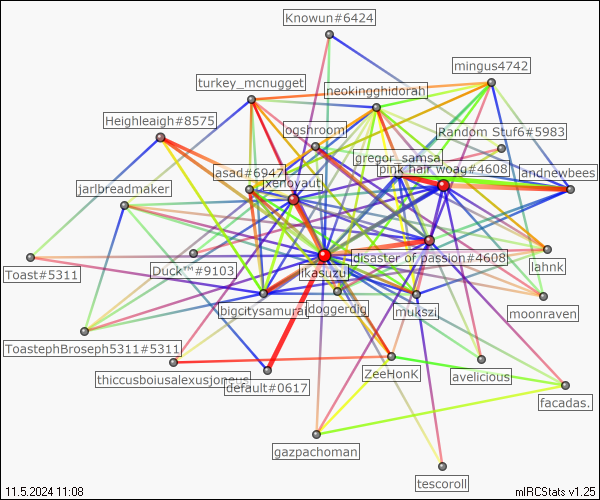 Knowun#6424
mingus4742
turkey_mcnugget
neokingghidorah
Heighleaigh#8575
ogshroom
Random Stuf6#5983
gregor_samsa
asad#6947
pink hair woag#4608
andnewbees
xenoyauti
jarlbreadmaker
disaster of passion#4608
lahnk
Toast#5311
Duck™#9103
ikasuzu
bigcitysamurai
doggerdig
mukszi
moonraven
ToastephBroseph5311#5311
ZeeHonK
avelicious
thiccusboiusalexusjoneus
default#0617
facadas.
gazpachoman
tescoroll
11.5.2024 11:08
mIRCStats v1.25